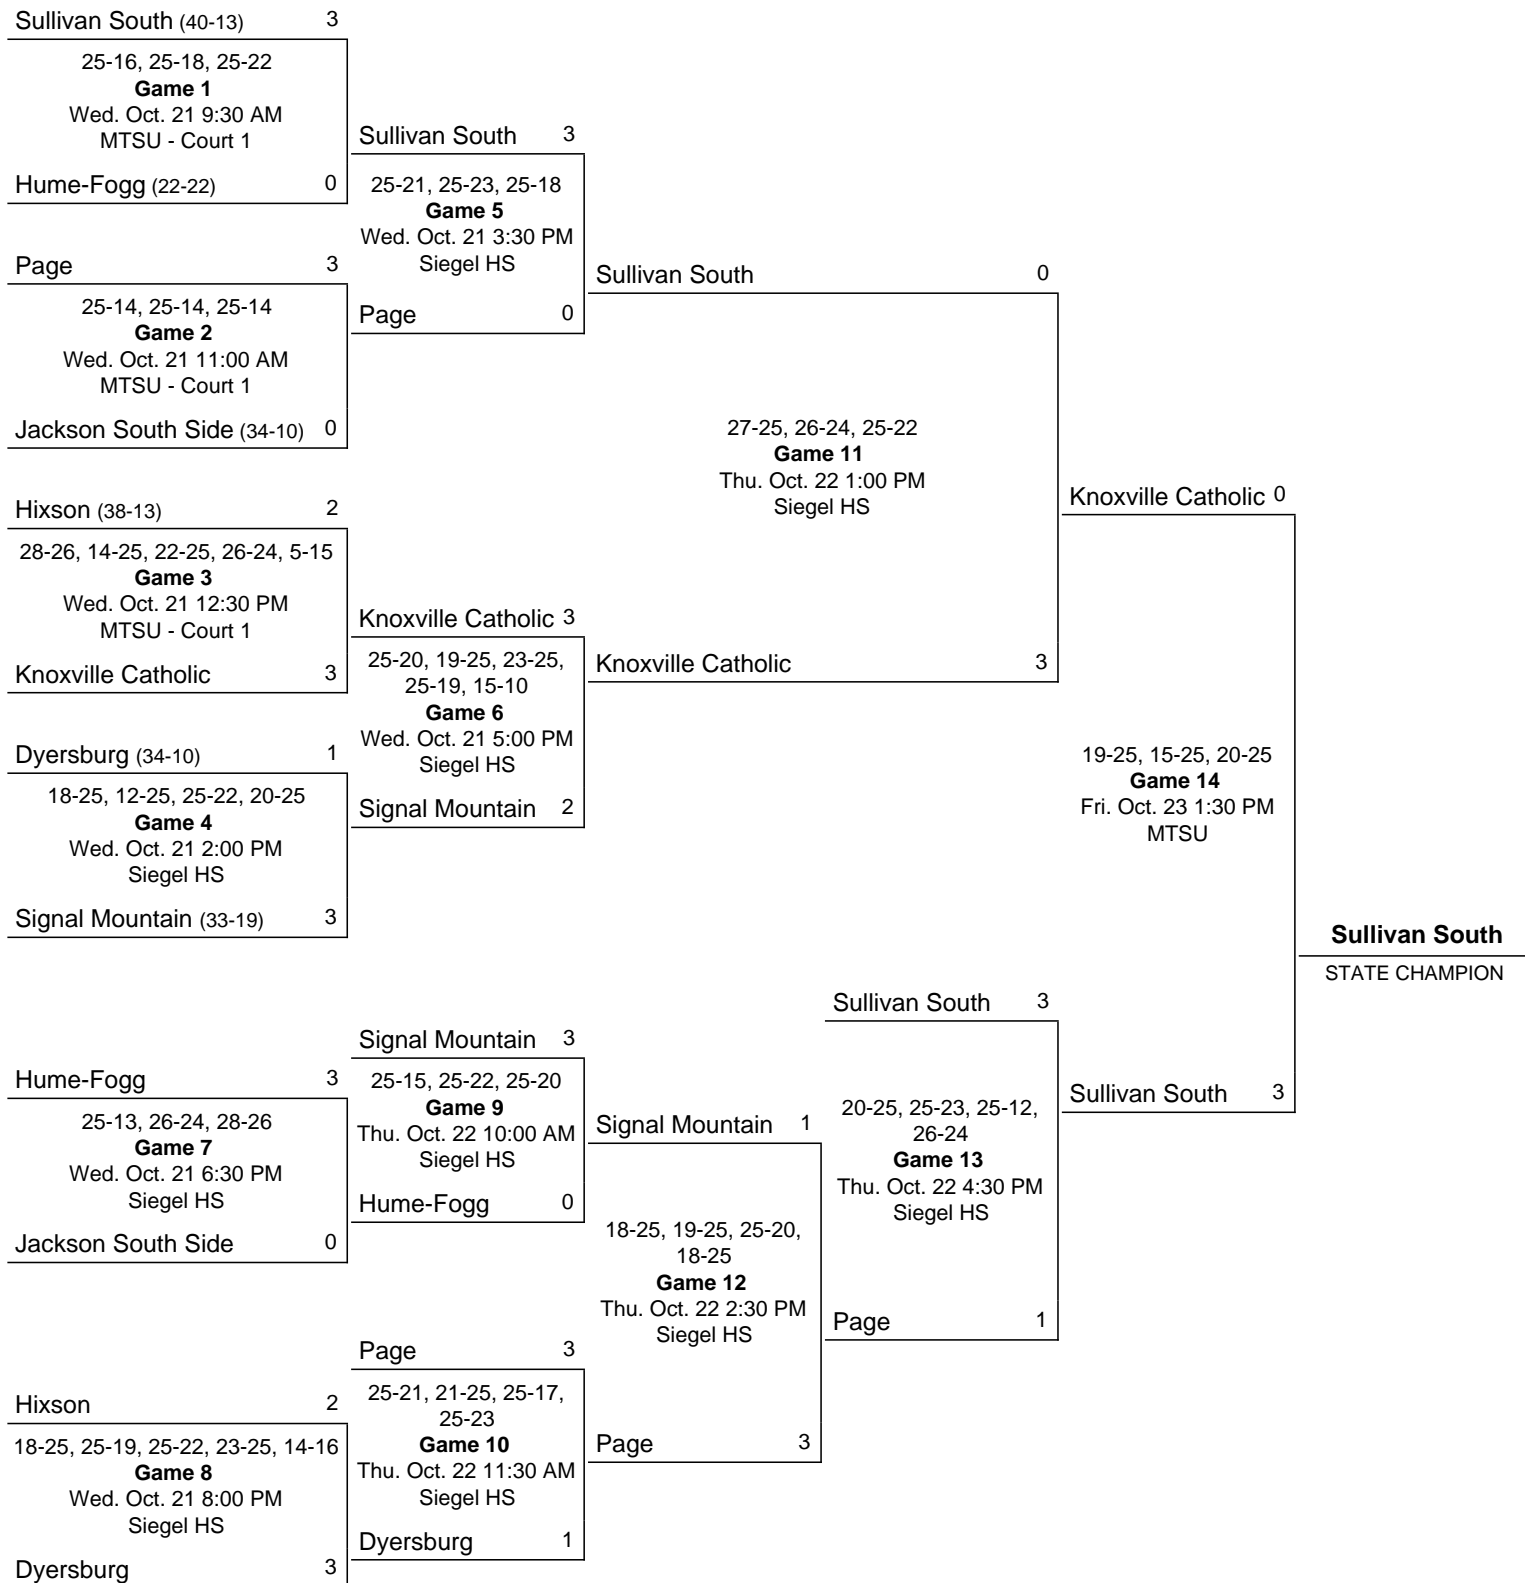 Sullivan South (40-13) 3
25-16, 25-18, 25-22
Game 1
Wed. Oct. 21 9:30 AM
MTSU - Court 1
Hume-Fogg (22-22) 0
Page 3
25-14, 25-14, 25-14
Game 2
Wed. Oct. 21 11:00 AM
MTSU - Court 1
Jackson South Side (34-10) 0
Hixson (38-13) 2
28-26, 14-25, 22-25, 26-24, 5-15
Game 3
Wed. Oct. 21 12:30 PM
MTSU - Court 1
Knoxville Catholic 3
Dyersburg (34-10) 1
18-25, 12-25, 25-22, 20-25
Game 4
Wed. Oct. 21 2:00 PM
Siegel HS
Signal Mountain (33-19) 3
Sullivan South 3
25-21, 25-23, 25-18
Game 5
Wed. Oct. 21 3:30 PM
Siegel HS
Page 0
Knoxville Catholic 3
25-20, 19-25, 23-25,
25-19, 15-10
Game 6
Wed. Oct. 21 5:00 PM
Siegel HS
Signal Mountain 2
Sullivan South 0
27-25, 26-24, 25-22
Game 11
Thu. Oct. 22 1:00 PM
Siegel HS
Knoxville Catholic 3
Knoxville Catholic 0
19-25, 15-25, 20-25
Game 14
Fri. Oct. 23 1:30 PM
MTSU
Sullivan South 3
Sullivan South
STATE CHAMPION
Hume-Fogg 3
25-13, 26-24, 28-26
Game 7
Wed. Oct. 21 6:30 PM
Siegel HS
Jackson South Side 0
Hixson 2
18-25, 25-19, 25-22, 23-25, 14-16
Game 8
Wed. Oct. 21 8:00 PM
Siegel HS
Dyersburg 3
Signal Mountain 3
25-15, 25-22, 25-20
Game 9
Thu. Oct. 22 10:00 AM
Siegel HS
Hume-Fogg 0
Page 3
25-21, 21-25, 25-17,
25-23
Game 10
Thu. Oct. 22 11:30 AM
Siegel HS
Dyersburg 1
Signal Mountain 1
18-25, 19-25, 25-20,
18-25
Game 12
Thu. Oct. 22 2:30 PM
Siegel HS
Page 3
Sullivan South 3
20-25, 25-23, 25-12,
26-24
Game 13
Thu. Oct. 22 4:30 PM
Siegel HS
Page 1